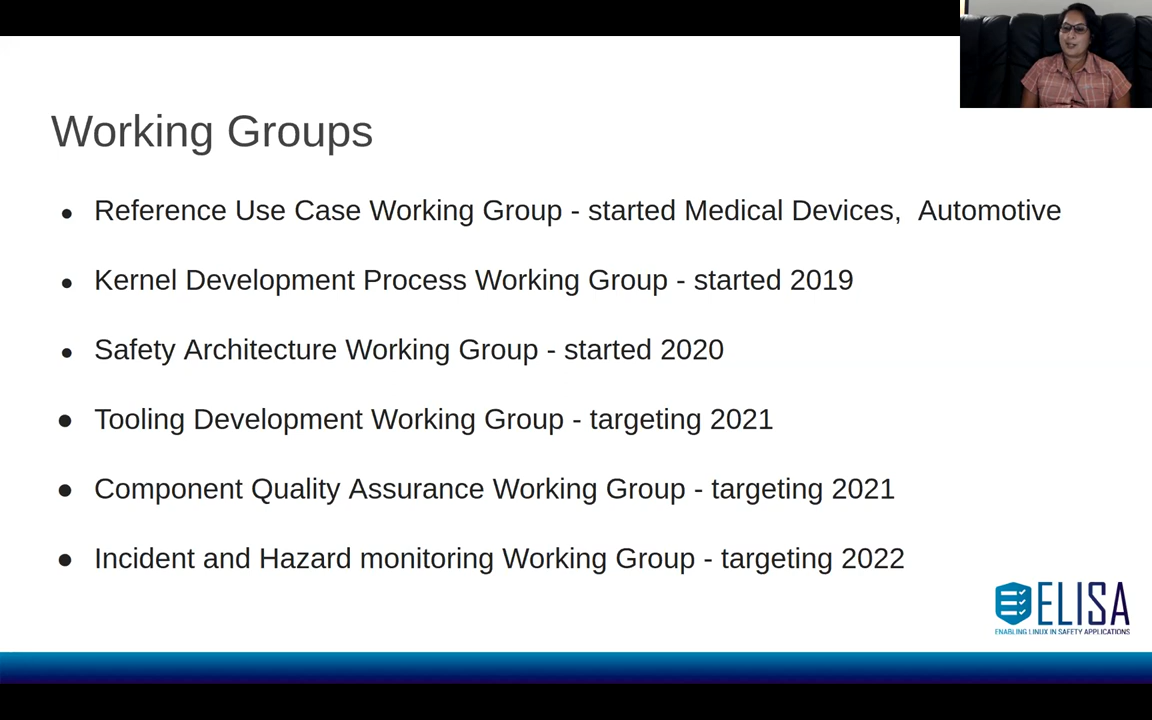 Working Groups
● Reference Use Case Working Group - started Medical Devices, Automotive
● Kernel Development Process Working Group - started 2019
● Safety Architecture Working Group - started 2020
● Tooling Development Working Group - targeting 2021
● Component Quality Assurance Working Group - targeting 2021
● Incident and Hazard monitoring Working Group - targeting 2022
ELISA
ENABLING LINUX IN SAFETY APPLICATIONS